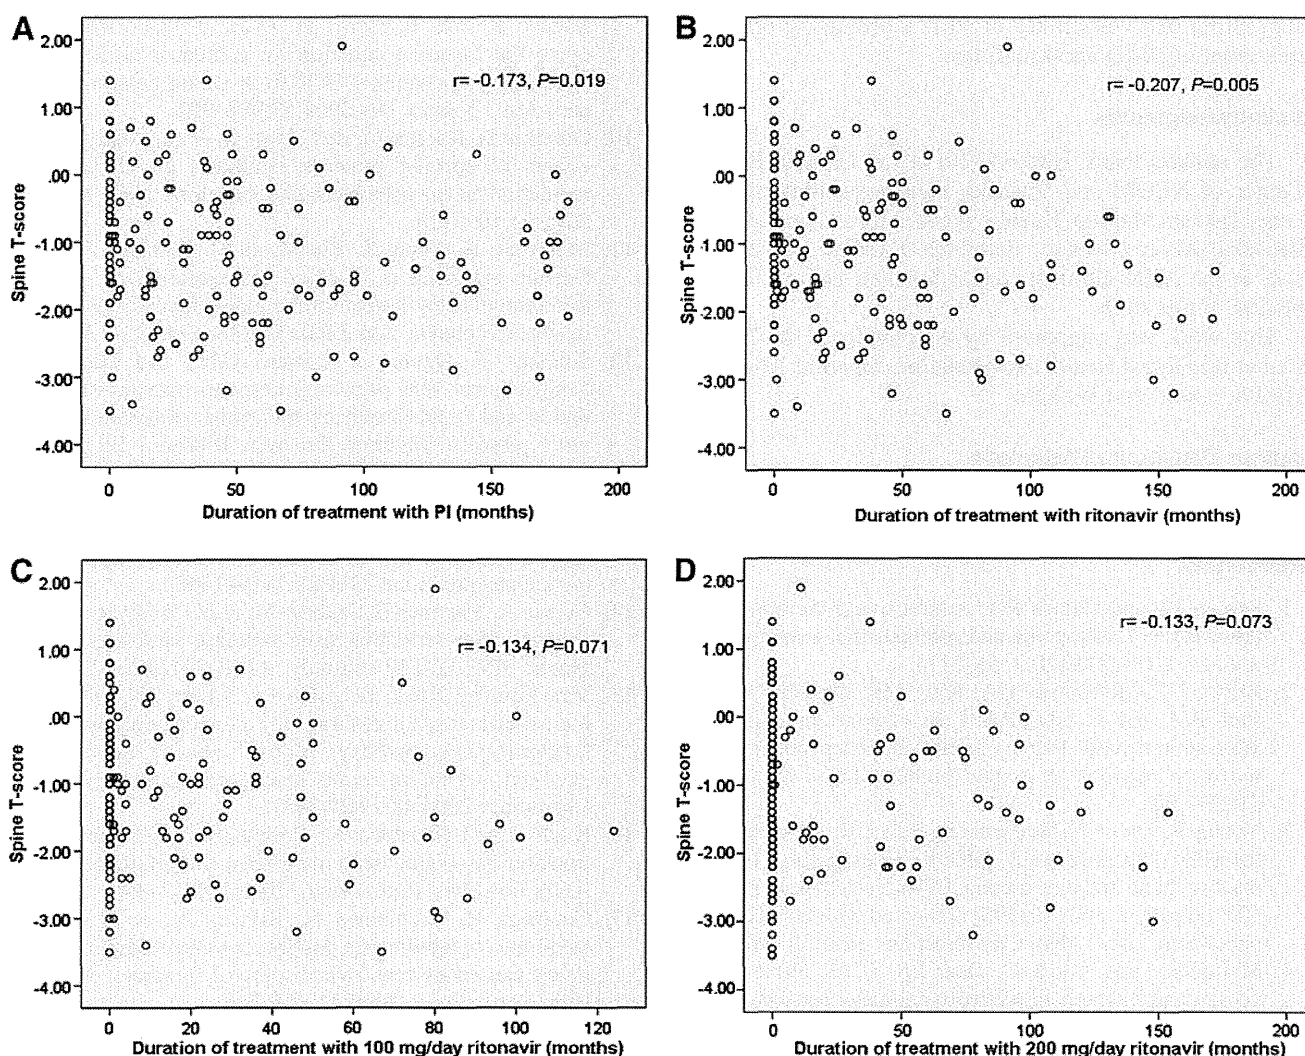 A
2.00
1.00
.00
-1.00
-2.00
-3.00
-4.00
Spine T-score
r= -0.173, P=0.019
0 50 100 150 200
Duration of treatment with PI (months)
B
2.00
1.00
.00
-1.00
-2.00
-3.00
-4.00
Spine T-score
r= -0.207, P=0.005
0 50 100 150 200
Duration of treatment with ritonavir (months)
C
2.00
1.00
.00
-1.00
-2.00
-3.00
-4.00
Spine T-score
r= -0.134, P=0.071
0 20 40 60 80 100 120
Duration of treatment with 100 mg/day ritonavir (months)
D
2.00
1.00
.00
-1.00
-2.00
-3.00
-4.00
Spine T-score
r= -0.133, P=0.073
0 50 100 150 200
Duration of treatment with 200 mg/day ritonavir (months)